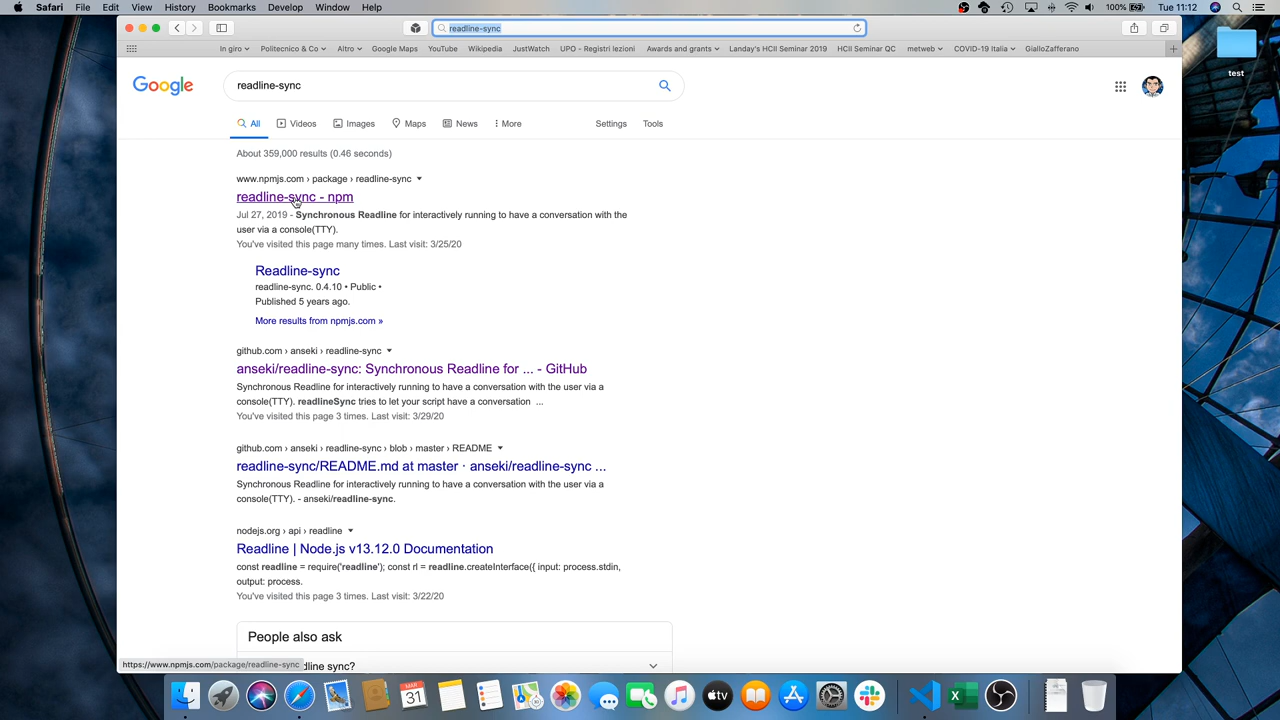 Safari File Edit View History Bookmarks Develop Window Help 100% Tue 11:12
readline-sync
In giro Politecnico & Co Altro Google Maps YouTube Wikipedia JustWatch UPO - Registri lezioni Awards and grants Landay's HCII Seminar 2019 HCII Seminar QC metweb COVID-19 Italia GialloZafferano
test
Google readline-sync
All Videos Images Maps News More Settings Tools
About 359,000 results (0.46 seconds)
www.npmjs.com › package › readline-sync
readline-sync - npm
Jul 27, 2019 - Synchronous Readline for interactively running to have a conversation with the
user via a console(TTY).
You've visited this page many times. Last visit: 3/25/20
Readline-sync
readline-sync. 0.4.10 • Public •
Published 5 years ago.
More results from npmjs.com »
github.com › anseki › readline-sync
anseki/readline-sync: Synchronous Readline for ... - GitHub
Synchronous Readline for interactively running to have a conversation with the user via a
console(TTY). readlineSync tries to let your script have a conversation ...
You've visited this page 3 times. Last visit: 3/29/20
github.com › anseki › readline-sync › blob › master › README
readline-sync/README.md at master · anseki/readline-sync ...
Synchronous Readline for interactively running to have a conversation with the user via a
console(TTY). - anseki/readline-sync.
nodejs.org › api › readline
Readline | Node.js v13.12.0 Documentation
const readline = require('readline'); const rl = readline.createInterface({ input: process.stdin,
output: process.
You've visited this page 3 times. Last visit: 3/22/20
People also ask
https://www.npmjs.com/package/readline-sync dline sync?
MAR
31
tv